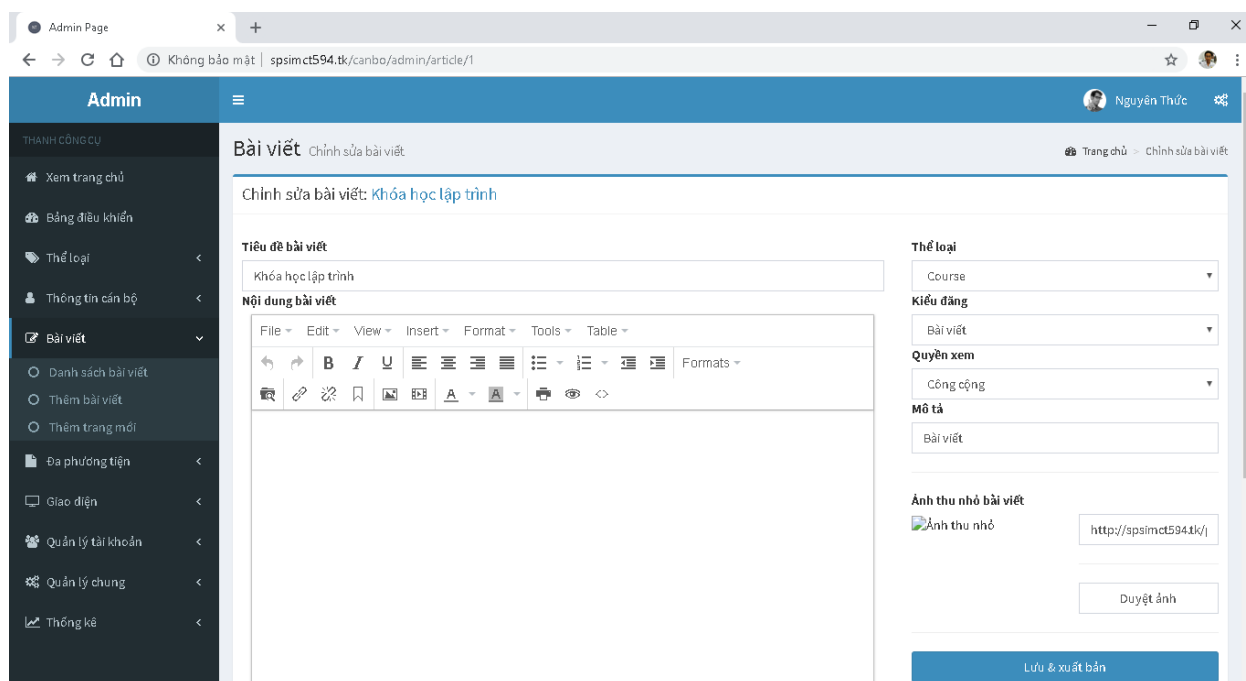 Admin Page
Không bảo mật | spsimct594.tk/canbo/admin/article/1
Admin
Nguyên Thức
THANH CÔNG CỤ
Bài viết Chỉnh sửa bài viết
Trang chủ > Chỉnh sửa bài viết
Xem trang chủ
Bảng điều khiển
Thể loại
Thông tin cán bộ
Bài viết
Danh sách bài viết
Thêm bài viết
Thêm trang mới
Đa phương tiện
Giao diện
Quản lý tài khoản
Quản lý chung
Thống kê
Chỉnh sửa bài viết: Khóa học lập trình
Tiêu đề bài viết
Khóa học lập trình
Nội dung bài viết
File Edit View Insert Format Tools Table
B I U Formats
A A
Thể loại
Course
Kiểu đăng
Bài viết
Quyền xem
Công cộng
Mô tả
Bài viết
Ảnh thu nhỏ bài viết
Ảnh thu nhỏ
http://spsimct594.tk/
Duyệt ảnh
Lưu & xuất bản